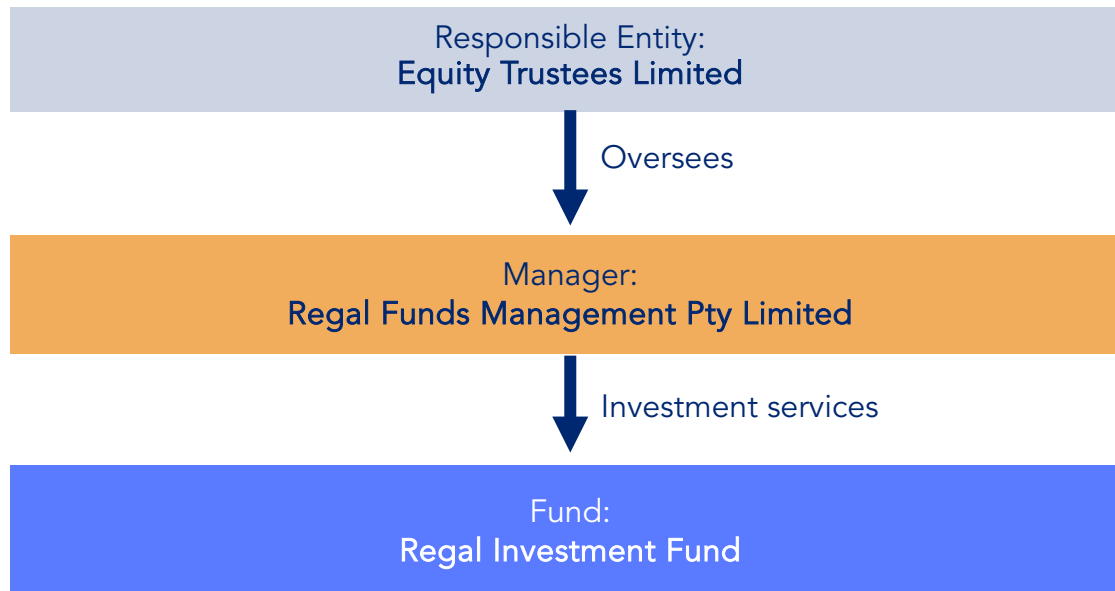 Responsible Entity:
Equity Trustees Limited
Oversees
Manager:
Regal Funds Management Pty Limited
Investment services
Fund:
Regal Investment Fund